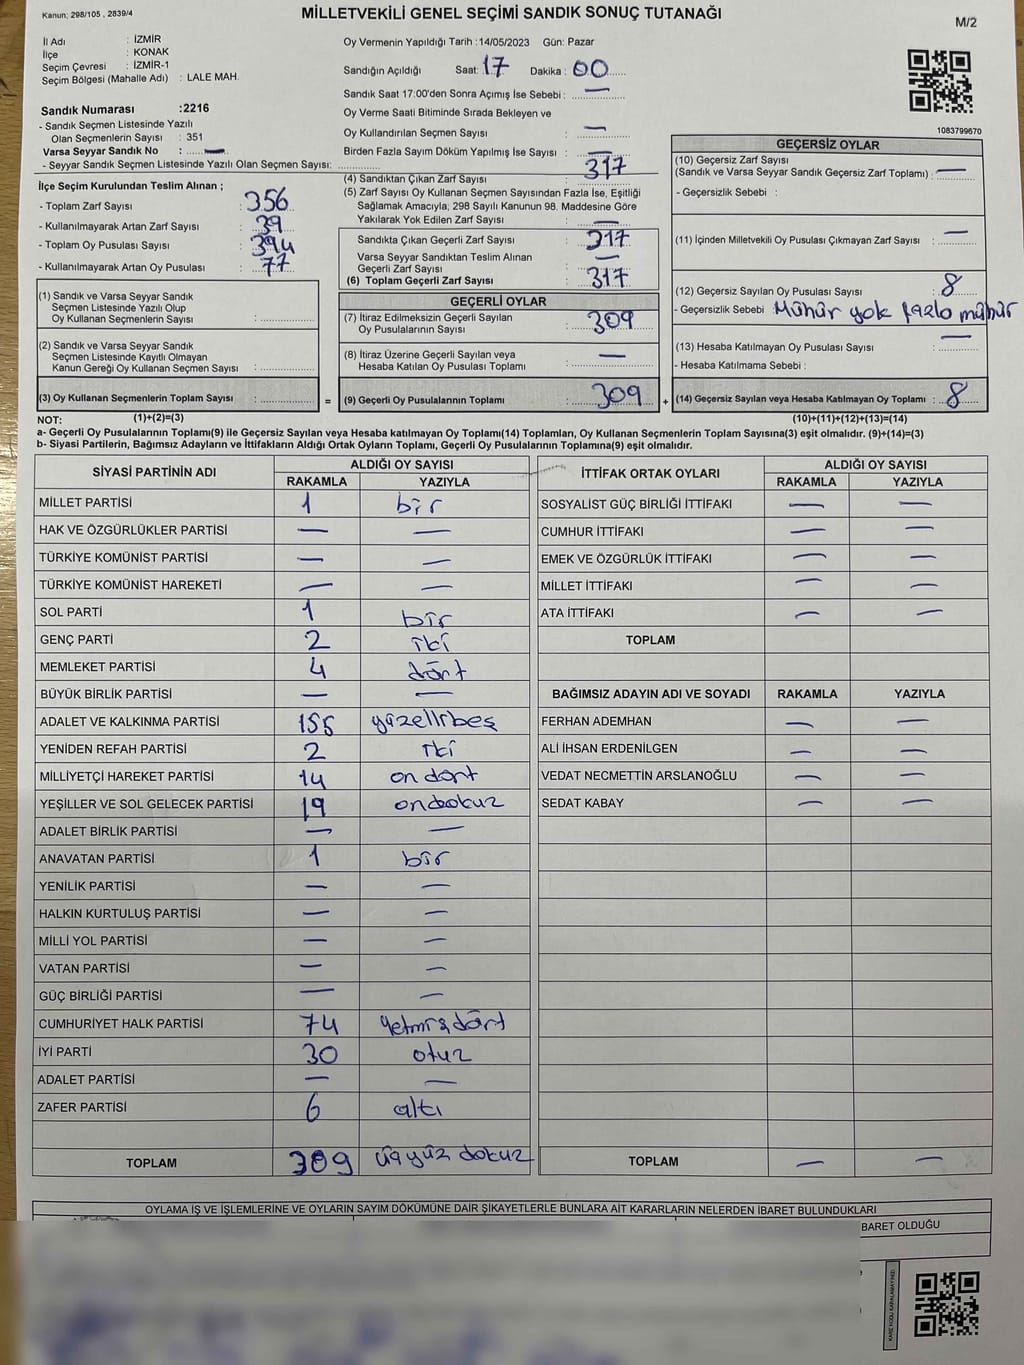 Kanun; 298/105 , 2839/4
MİLLETVEKİLİ GENEL SEÇİMİ SANDIK SONUÇ TUTANAĞI
M/2
İl Adı : İZMİR
İlçe : KONAK
Seçim Çevresi : İZMİR-1
Seçim Bölgesi (Mahalle Adı) : LALE MAH.
Sandık Numarası :2216
- Sandık Seçmen Listesinde Yazılı
Olan Seçmenlerin Sayısı : 351
Varsa Seyyar Sandık No : —
- Seyyar Sandık Seçmen Listesinde Yazılı Olan Seçmen Sayısı:
Oy Vermenin Yapıldığı Tarih :14/05/2023 Gün: Pazar
Sandığın Açıldığı Saat: 17 Dakika : 00
Sandık Saat 17:00'den Sonra Açımış İse Sebebi : —
Oy Verme Saati Bitiminde Sırada Bekleyen ve
Oy Kullandırılan Seçmen Sayısı : —
Birden Fazla Sayım Döküm Yapılmış İse Sayısı : —
1083799670
İlçe Seçim Kurulundan Teslim Alınan ;
- Toplam Zarf Sayısı : 356
- Kullanılmayarak Artan Zarf Sayısı : 39
- Toplam Oy Pusulası Sayısı : 394
- Kullanılmayarak Artan Oy Pusulası : 77
(1) Sandık ve Varsa Seyyar Sandık
Seçmen Listesinde Yazılı Olup
Oy Kullanan Seçmenlerin Sayısı :
(2) Sandık ve Varsa Seyyar Sandık
Seçmen Listesinde Kayıtlı Olmayan
Kanun Gereği Oy Kullanan Seçmen Sayısı :
(3) Oy Kullanan Seçmenlerin Toplam Sayısı : =
(4) Sandıktan Çıkan Zarf Sayısı : 317
(5) Zarf Sayısı Oy Kullanan Seçmen Sayısından Fazla İse, Eşitliği
Sağlamak Amacıyla; 298 Sayılı Kanunun 98. Maddesine Göre
Yakılarak Yok Edilen Zarf Sayısı : —
Sandıkta Çıkan Geçerli Zarf Sayısı : 317
Varsa Seyyar Sandıktan Teslim Alınan
Geçerli Zarf Sayısı : —
(6) Toplam Geçerli Zarf Sayısı : 317
GEÇERLİ OYLAR
(7) İtiraz Edilmeksizin Geçerli Sayılan
Oy Pusulalarının Sayısı : 309
(8) İtiraz Üzerine Geçerli Sayılan veya
Hesaba Katılan Oy Pusulası Toplamı : —
(9) Geçerli Oy Pusulalarının Toplamı : 309 +
GEÇERSİZ OYLAR
(10) Geçersiz Zarf Sayısı
(Sandık ve Varsa Seyyar Sandık Geçersiz Zarf Toplamı) : —
- Geçersizlik Sebebi :
(11) İçinden Milletvekili Oy Pusulası Çıkmayan Zarf Sayısı : —
(12) Geçersiz Sayılan Oy Pusulası Sayısı : 8
- Geçersizlik Sebebi : Mühür yok fazla mühür
(13) Hesaba Katılmayan Oy Pusulası Sayısı : —
- Hesaba Katılmama Sebebi :
(14) Geçersiz Sayılan veya Hesaba Katılmayan Oy Toplamı : 8
NOT: (1)+(2)=(3) (10)+(11)+(12)+(13)=(14)
a- Geçerli Oy Pusulalarının Toplamı(9) ile Geçersiz Sayılan veya Hesaba katılmayan Oy Toplamı(14) Toplamları, Oy Kullanan Seçmenlerin Toplam Sayısına(3) eşit olmalıdır. (9)+(14)=(3)
b- Siyasi Partilerin, Bağımsız Adayların ve İttifakların Aldığı Ortak Oyların Toplamı, Geçerli Oy Pusulalarının Toplamına(9) eşit olmalıdır.
SİYASİ PARTİNİN ADI ALDIĞI OY SAYISI
RAKAMLA YAZIYLA
MİLLET PARTİSİ 1 bir
HAK VE ÖZGÜRLÜKLER PARTİSİ — —
TÜRKİYE KOMÜNİST PARTİSİ — —
TÜRKİYE KOMÜNİST HAREKETİ — —
SOL PARTİ 1 bir
GENÇ PARTİ 2 iki
MEMLEKET PARTİSİ 4 dört
BÜYÜK BİRLİK PARTİSİ — —
ADALET VE KALKINMA PARTİSİ 155 yüzellibeş
YENİDEN REFAH PARTİSİ 2 iki
MİLLİYETÇİ HAREKET PARTİSİ 14 on dört
YEŞİLLER VE SOL GELECEK PARTİSİ 19 ondokuz
ADALET BİRLİK PARTİSİ — —
ANAVATAN PARTİSİ 1 bir
YENİLİK PARTİSİ — —
HALKIN KURTULUŞ PARTİSİ — —
MİLLİ YOL PARTİSİ — —
VATAN PARTİSİ — —
GÜÇ BİRLİĞİ PARTİSİ — —
CUMHURİYET HALK PARTİSİ 74 yetmişdört
İYİ PARTİ 30 otuz
ADALET PARTİSİ — —
ZAFER PARTİSİ 6 altı
TOPLAM 309 üçyüz dokuz
İTTİFAK ORTAK OYLARI ALDIĞI OY SAYISI
RAKAMLA YAZIYLA
SOSYALİST GÜÇ BİRLİĞİ İTTİFAKI — —
CUMHUR İTTİFAKI — —
EMEK VE ÖZGÜRLÜK İTTİFAKI — —
MİLLET İTTİFAKI — —
ATA İTTİFAKI — —
TOPLAM
BAĞIMSIZ ADAYIN ADI VE SOYADI RAKAMLA YAZIYLA
FERHAN ADEMHAN — —
ALİ İHSAN ERDENİLGEN — —
VEDAT NECMETTİN ARSLANOĞLU — —
SEDAT KABAY — —
TOPLAM — —
OYLAMA İŞ VE İŞLEMLERİNE VE OYLARIN SAYIM DÖKÜMÜNE DAİR ŞİKAYETLERLE BUNLARA AİT KARARLARIN NELERDEN İBARET BULUNDUKLARI
BARET OLDUĞU